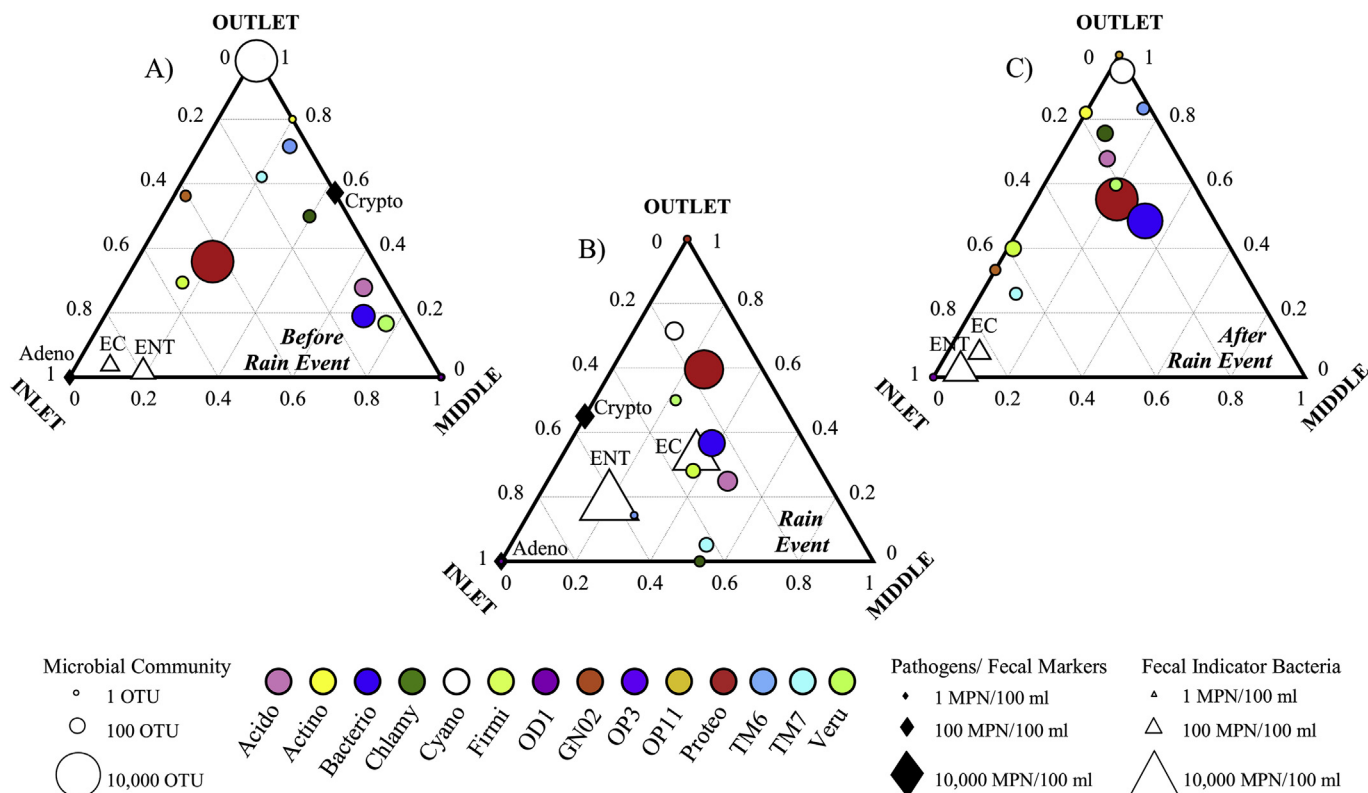 OUTLET
0 1
A)
0.2 0.8
0.4 0.6
Crypto
0.6 0.4
0.8 0.2
Before
Rain Event
EC ENT
Adeno
1 0
INLET 0 0.2 0.4 0.6 0.8 1 MIDDLE
OUTLET
0 1
B)
0.2 0.8
0.4 0.6
Crypto
0.6 0.4
EC
ENT
0.8 0.2
Rain
Event
Adeno
1 0
INLET 0 0.2 0.4 0.6 0.8 1 MIDDLE
OUTLET
0 1
C)
0.2 0.8
0.4 0.6
0.6 0.4
0.8 0.2
After
Rain Event
EC
ENT
1 0
INLET 0 0.2 0.4 0.6 0.8 1 MIDDLE
Microbial Community
1 OTU
100 OTU
10,000 OTU
Acido
Actino
Bacterio
Chlamy
Cyano
Firmi
OD1
GN02
OP3
OP11
Proteo
TM6
TM7
Veru
Pathogens/ Fecal Markers
1 MPN/100 ml
100 MPN/100 ml
10,000 MPN/100 ml
Fecal Indicator Bacteria
1 MPN/100 ml
100 MPN/100 ml
10,000 MPN/100 ml